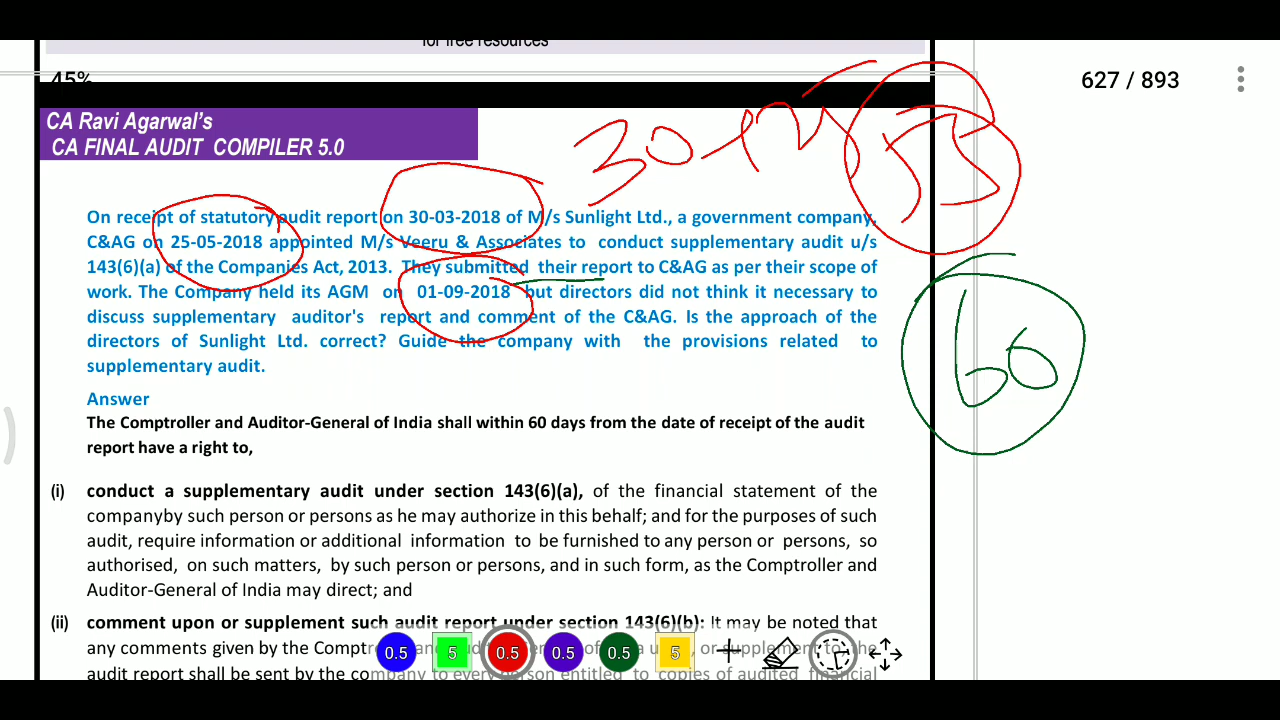 for free resources
45%
627 / 893
CA Ravi Agarwal's
CA FINAL AUDIT COMPILER 5.0
On receipt of statutory audit report on 30-03-2018 of M/s Sunlight Ltd., a government company,
C&AG on 25-05-2018 appointed M/s Veeru & Associates to conduct supplementary audit u/s
143(6)(a) of the Companies Act, 2013. They submitted their report to C&AG as per their scope of
work. The Company held its AGM on 01-09-2018 but directors did not think it necessary to
discuss supplementary auditor's report and comment of the C&AG. Is the approach of the
directors of Sunlight Ltd. correct? Guide the company with the provisions related to
supplementary audit.
60
Answer
The Comptroller and Auditor-General of India shall within 60 days from the date of receipt of the audit
report have a right to,
(i) conduct a supplementary audit under section 143(6)(a), of the financial statement of the
companyby such person or persons as he may authorize in this behalf; and for the purposes of such
audit, require information or additional information to be furnished to any person or persons, so
authorised, on such matters, by such person or persons, and in such form, as the Comptroller and
Auditor-General of India may direct; and
(ii) comment upon or supplement such audit report under section 143(6)(b): It may be noted that
any comments given by the
audit report shall be sent by the company to every person entitled to copies of audited financial
0.5 5 0.5 0.5 0.5 5